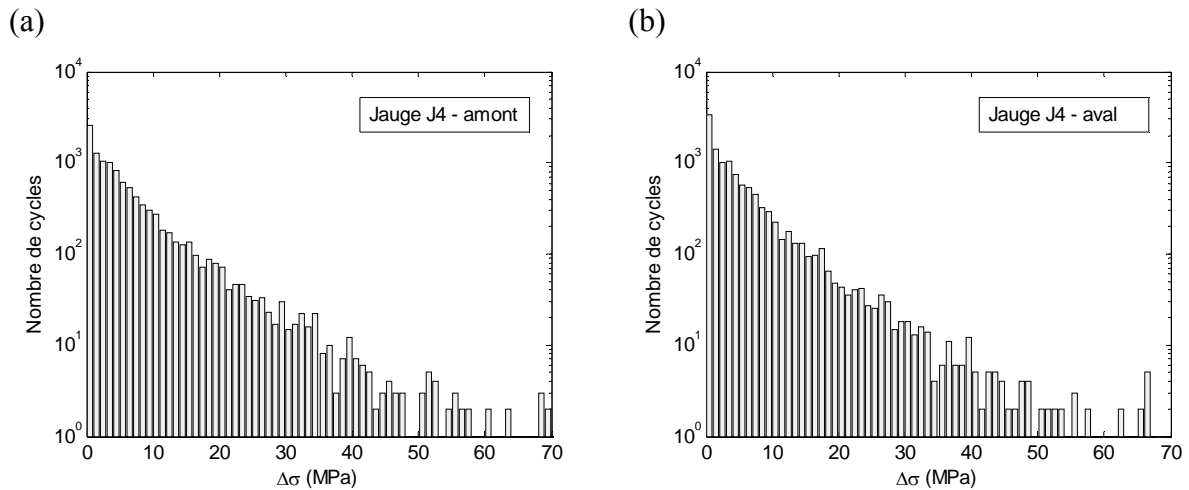 (a)
(b)
10^4
10^3
10^2
10^1
10^0
Nombre de cycles
Jauge J4 - amont
0 10 20 30 40 50 60 70
Δσ (MPa)
10^4
10^3
10^2
10^1
10^0
Nombre de cycles
Jauge J4 - aval
0 10 20 30 40 50 60 70
Δσ (MPa)